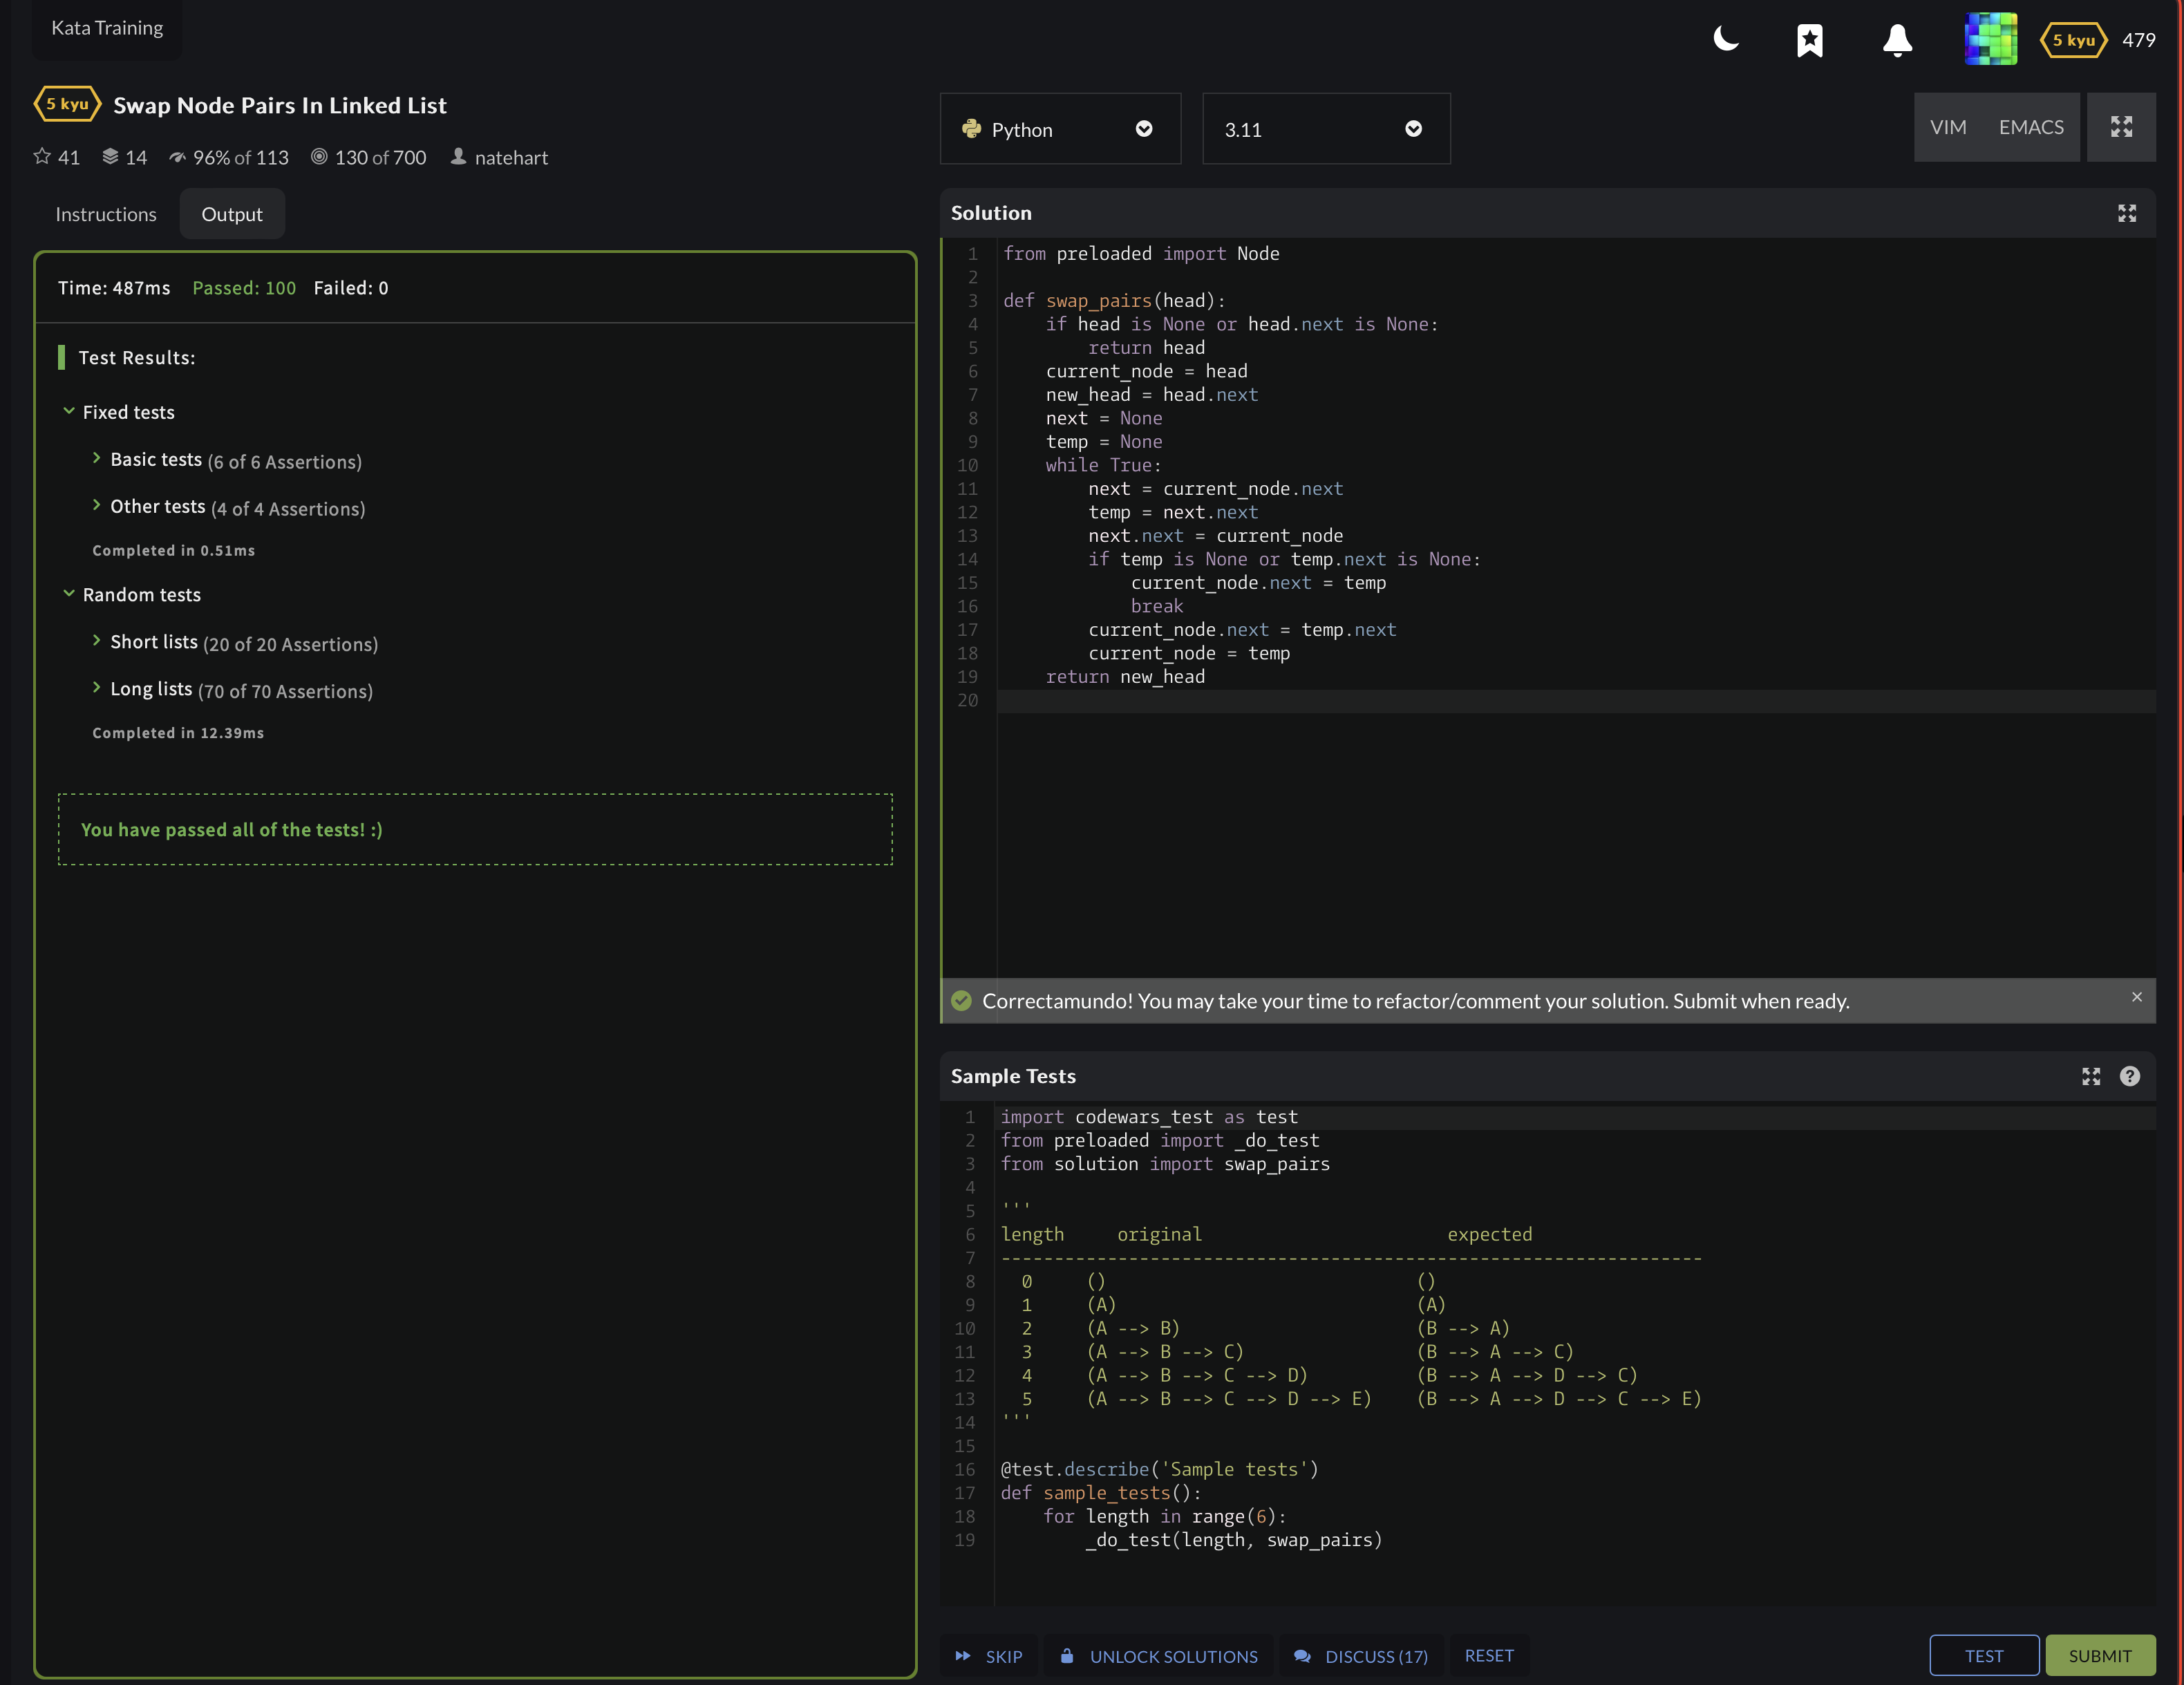 Kata Training
5 kyu 479
5 kyu Swap Node Pairs In Linked List
41 14 96% of 113 130 of 700 natehart
Instructions Output
Time: 487ms Passed: 100 Failed: 0
Test Results:
Fixed tests
Basic tests (6 of 6 Assertions)
Other tests (4 of 4 Assertions)
Completed in 0.51ms
Random tests
Short lists (20 of 20 Assertions)
Long lists (70 of 70 Assertions)
Completed in 12.39ms
You have passed all of the tests! :)
Python 3.11 VIM EMACS
Solution
1 from preloaded import Node
2
3 def swap_pairs(head):
4     if head is None or head.next is None:
5         return head
6     current_node = head
7     new_head = head.next
8     next = None
9     temp = None
10     while True:
11         next = current_node.next
12         temp = next.next
13         next.next = current_node
14         if temp is None or temp.next is None:
15             current_node.next = temp
16             break
17         current_node.next = temp.next
18         current_node = temp
19     return new_head
20
Correctamundo! You may take your time to refactor/comment your solution. Submit when ready. ×
Sample Tests ?
1 import codewars_test as test
2 from preloaded import _do_test
3 from solution import swap_pairs
4
5 '''
6 length     original                       expected
7 ------------------------------------------------------------------
8   0     ()                             ()
9   1     (A)                            (A)
10   2     (A --> B)                      (B --> A)
11   3     (A --> B --> C)                (B --> A --> C)
12   4     (A --> B --> C --> D)          (B --> A --> D --> C)
13   5     (A --> B --> C --> D --> E)    (B --> A --> D --> C --> E)
14 '''
15
16 @test.describe('Sample tests')
17 def sample_tests():
18     for length in range(6):
19         _do_test(length, swap_pairs)
SKIP UNLOCK SOLUTIONS DISCUSS (17) RESET TEST SUBMIT